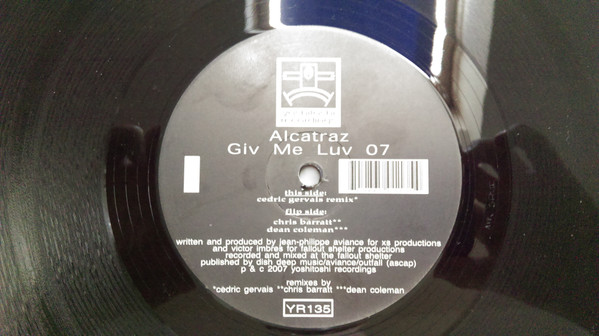 yoshitoshi
recordings
Alcatraz
Giv Me Luv 07
this side:
cedric gervais remix*
flip side:
chris barratt**
dean coleman***
written and produced by jean-philippe aviance for xs productions
and victor imbres for fallout shelter productions
recorded and mixed at the fallout shelter
published by dish deep music/aviance/outfall (ascap)
p & c 2007 yoshitoshi recordings
remixes by
*cedric gervais **chris barratt ***dean coleman
YR135